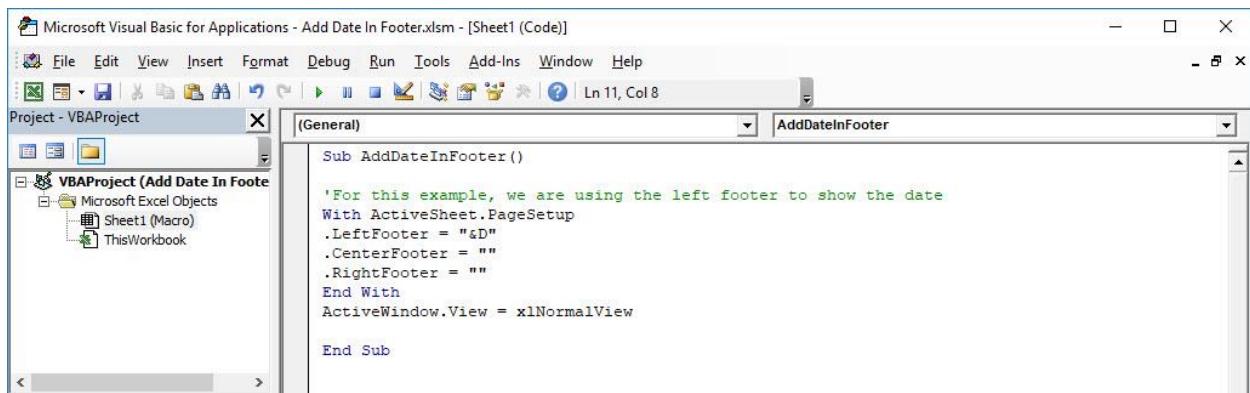 Microsoft Visual Basic for Applications - Add Date In Footer.xlsm - [Sheet1 (Code)]
File Edit View Insert Format Debug Run Tools Add-Ins Window Help
Ln 11, Col 8
Project - VBAProject
(General) AddDateInFooter
VBAProject (Add Date In Foote
Microsoft Excel Objects
Sheet1 (Macro)
ThisWorkbook
Sub AddDateInFooter()
'For this example, we are using the left footer to show the date
With ActiveSheet.PageSetup
.LeftFooter = "&D"
.CenterFooter = ""
.RightFooter = ""
End With
ActiveWindow.View = xlNormalView
End Sub